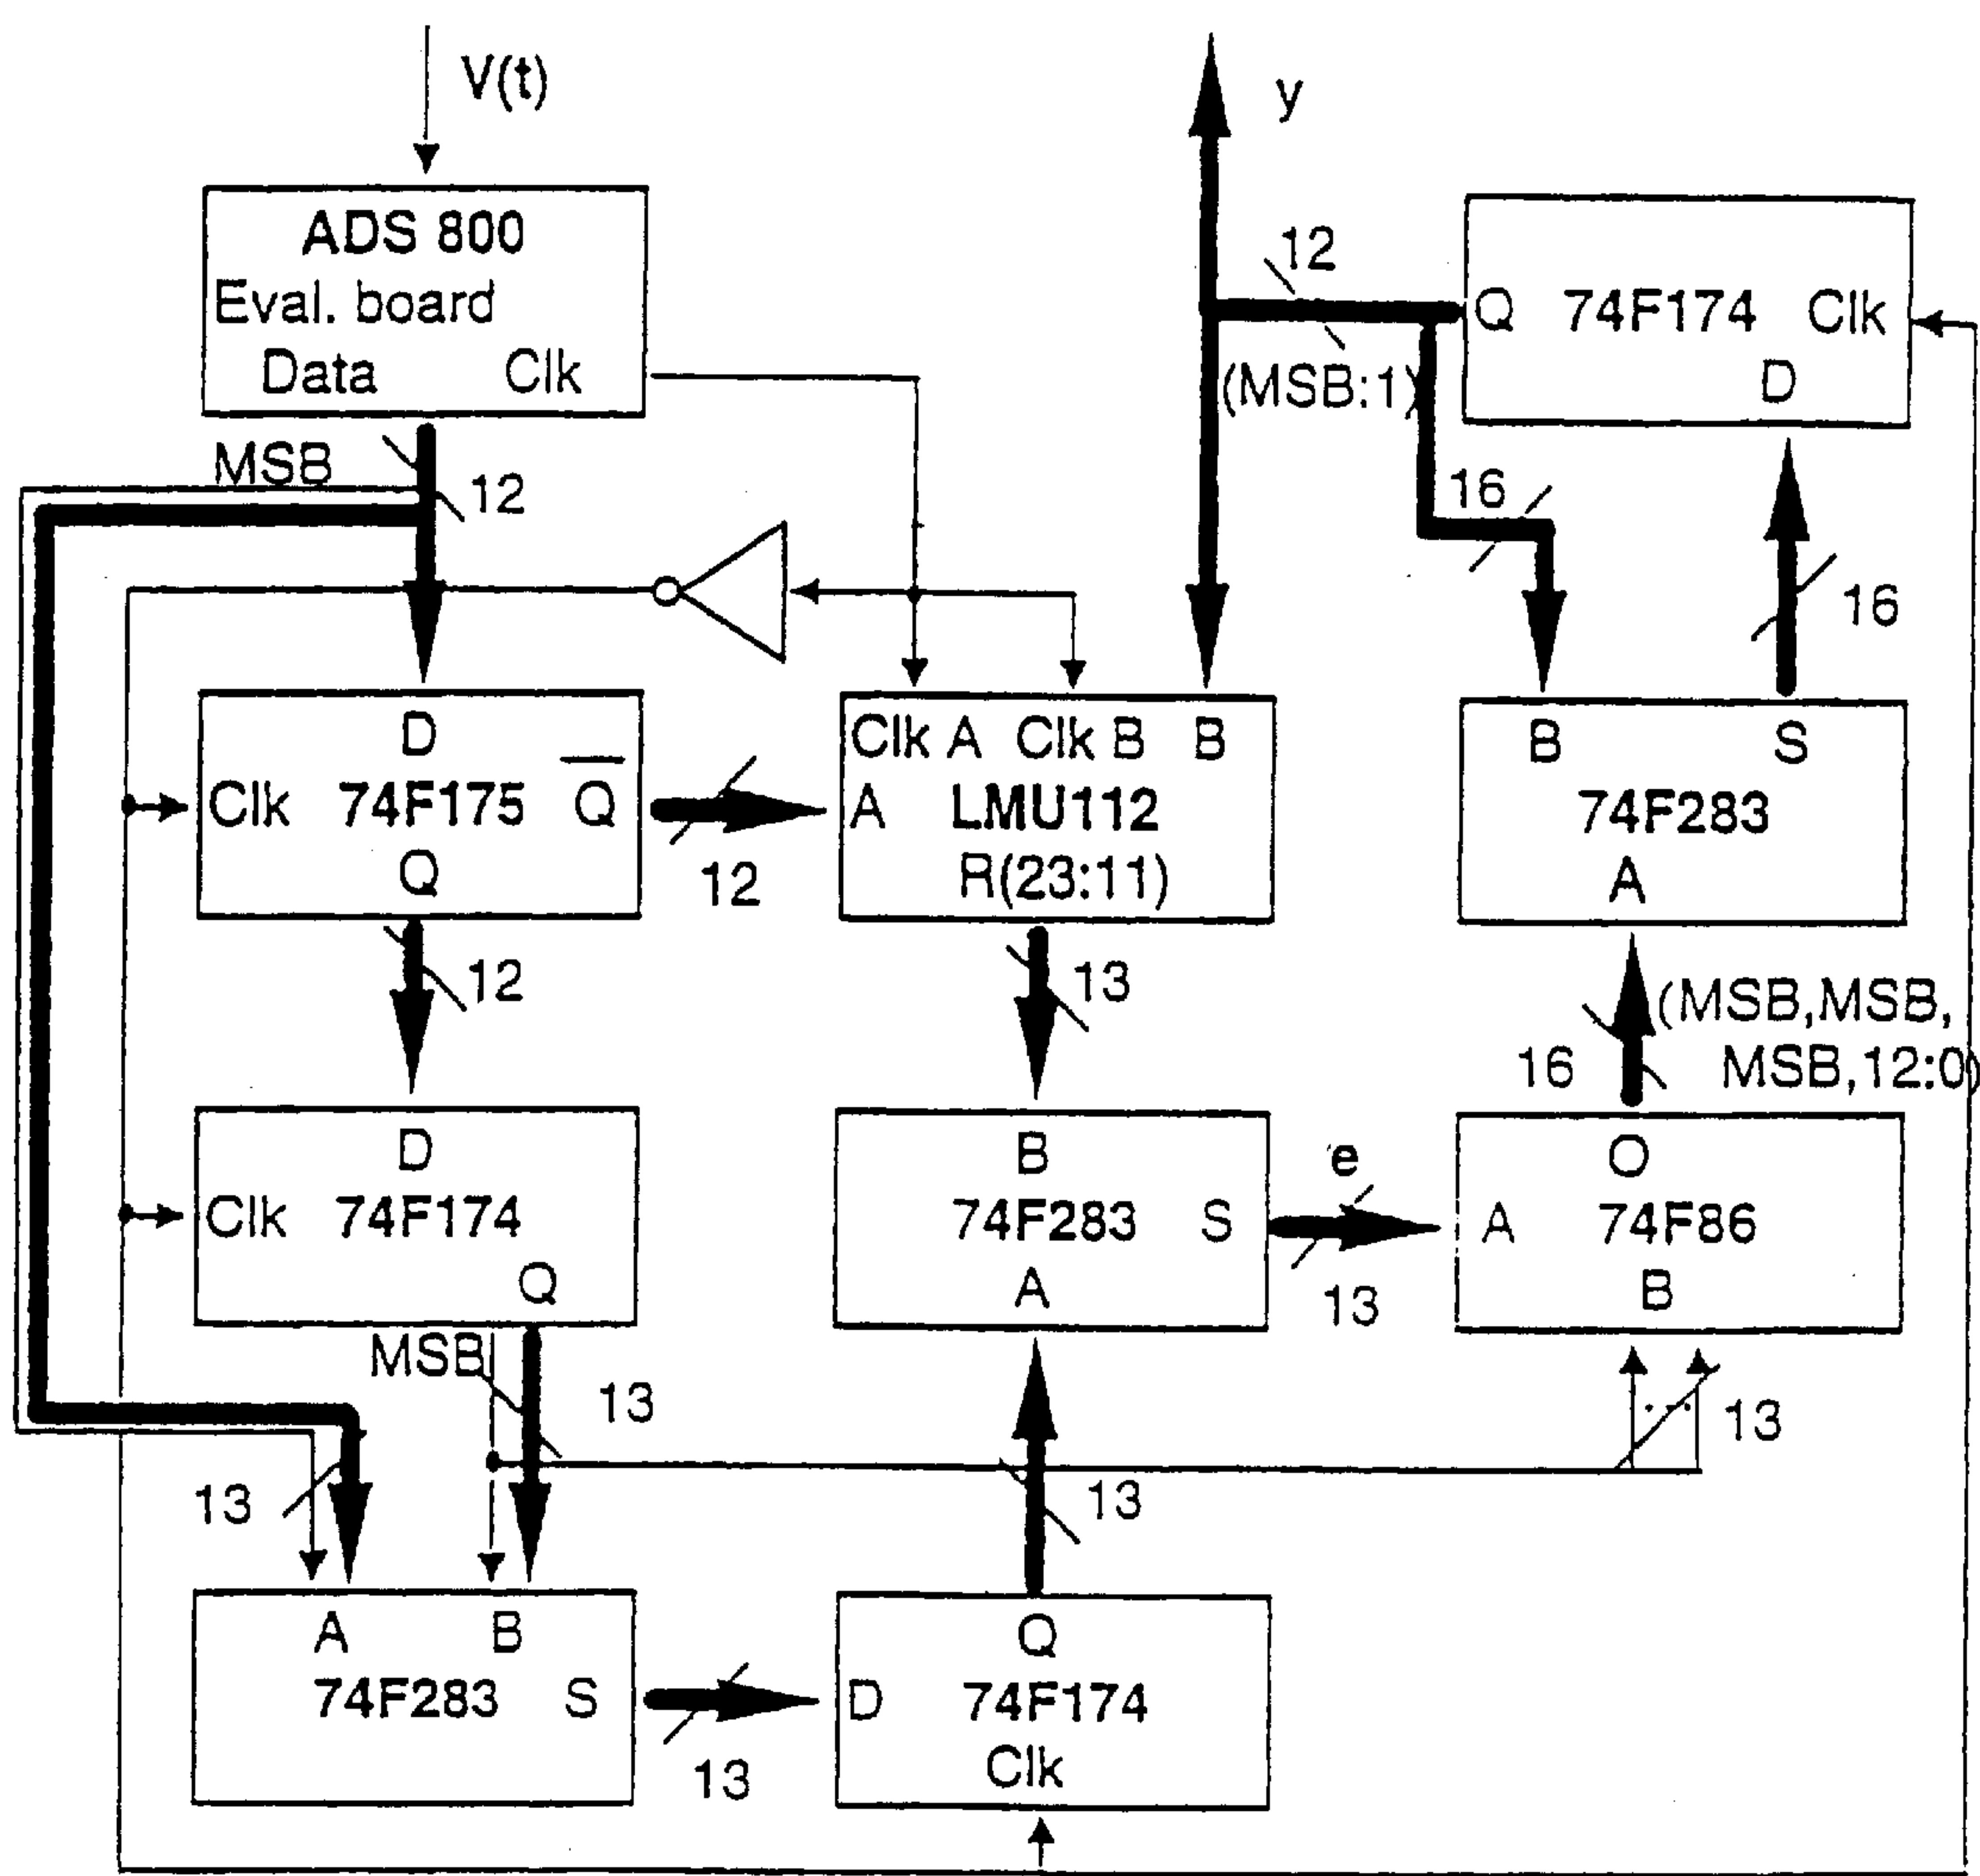 V(t)
y
ADS 800
Eval. board
Data Clk
12
Q 74F174 Clk
D
(MSB:1)
MSB
12
16
16
D
Clk 74F175 Q
Q
12
Clk A Clk B B
A LMU112
R(23:11)
B S
74F283
A
12
13
(MSB,MSB,
16 MSB,12:0)
D
Clk 74F174
Q
B
74F283 S
A
e
13
O
A 74F86
B
MSB
13
13
13
13
A B
74F283 S
13
Q
D 74F174
Clk